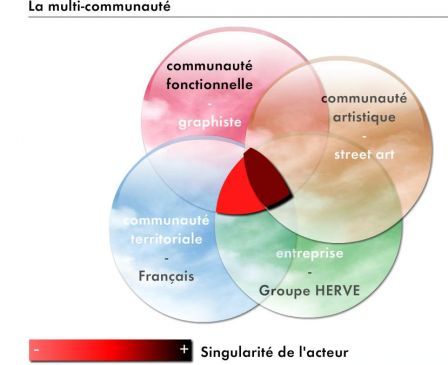 La multi-communauté
communauté
fonctionnelle
-
graphiste
communauté
artistique
-
street art
communauté
territoriale
-
Français
entreprise
-
Groupe HERVE
- +
Singularité de l'acteur